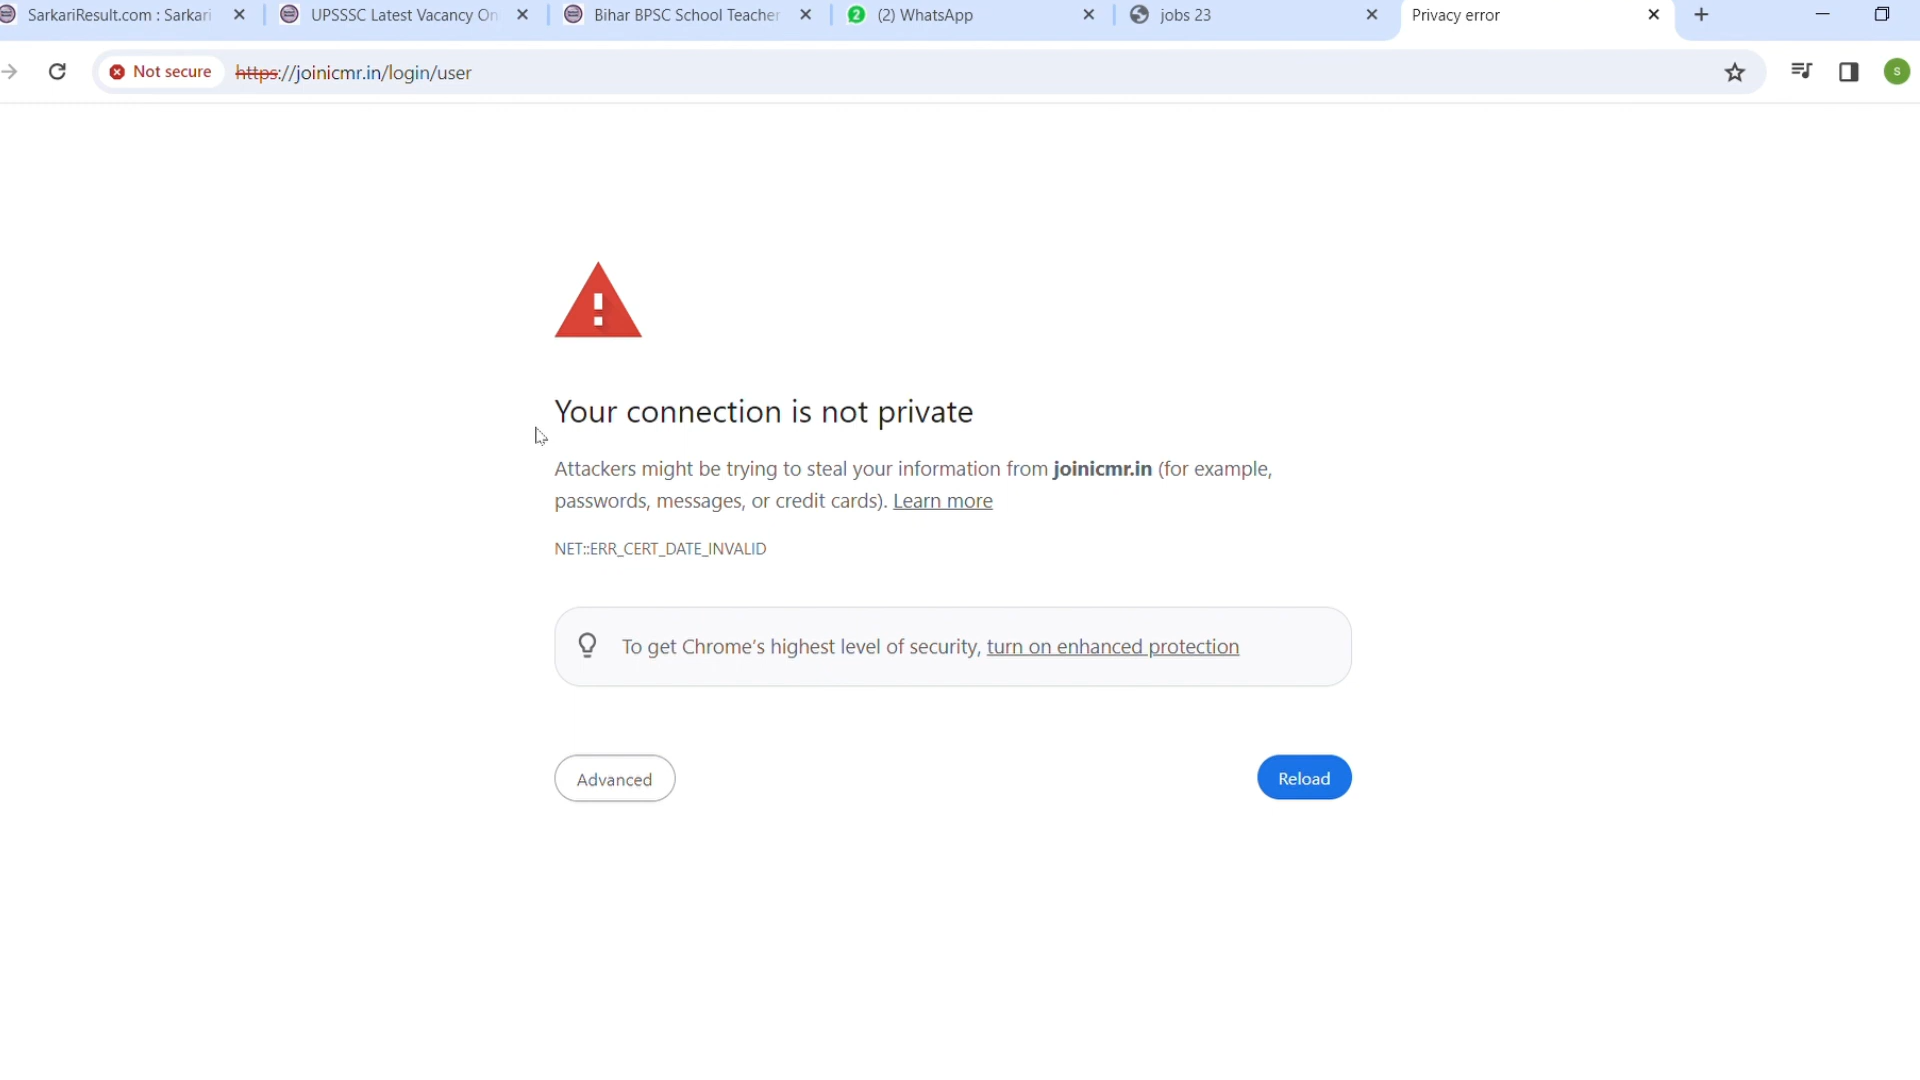 SarkariResult.com : Sarkari
UPSSSC Latest Vacancy On
Bihar BPSC School Teacher
2
(2) WhatsApp
jobs 23
Privacy error
Not secure
https://joinicmr.in/login/user
s
Your connection is not private
Attackers might be trying to steal your information from joinicmr.in (for example,
passwords, messages, or credit cards). Learn more
NET::ERR_CERT_DATE_INVALID
To get Chrome's highest level of security, turn on enhanced protection
Advanced
Reload